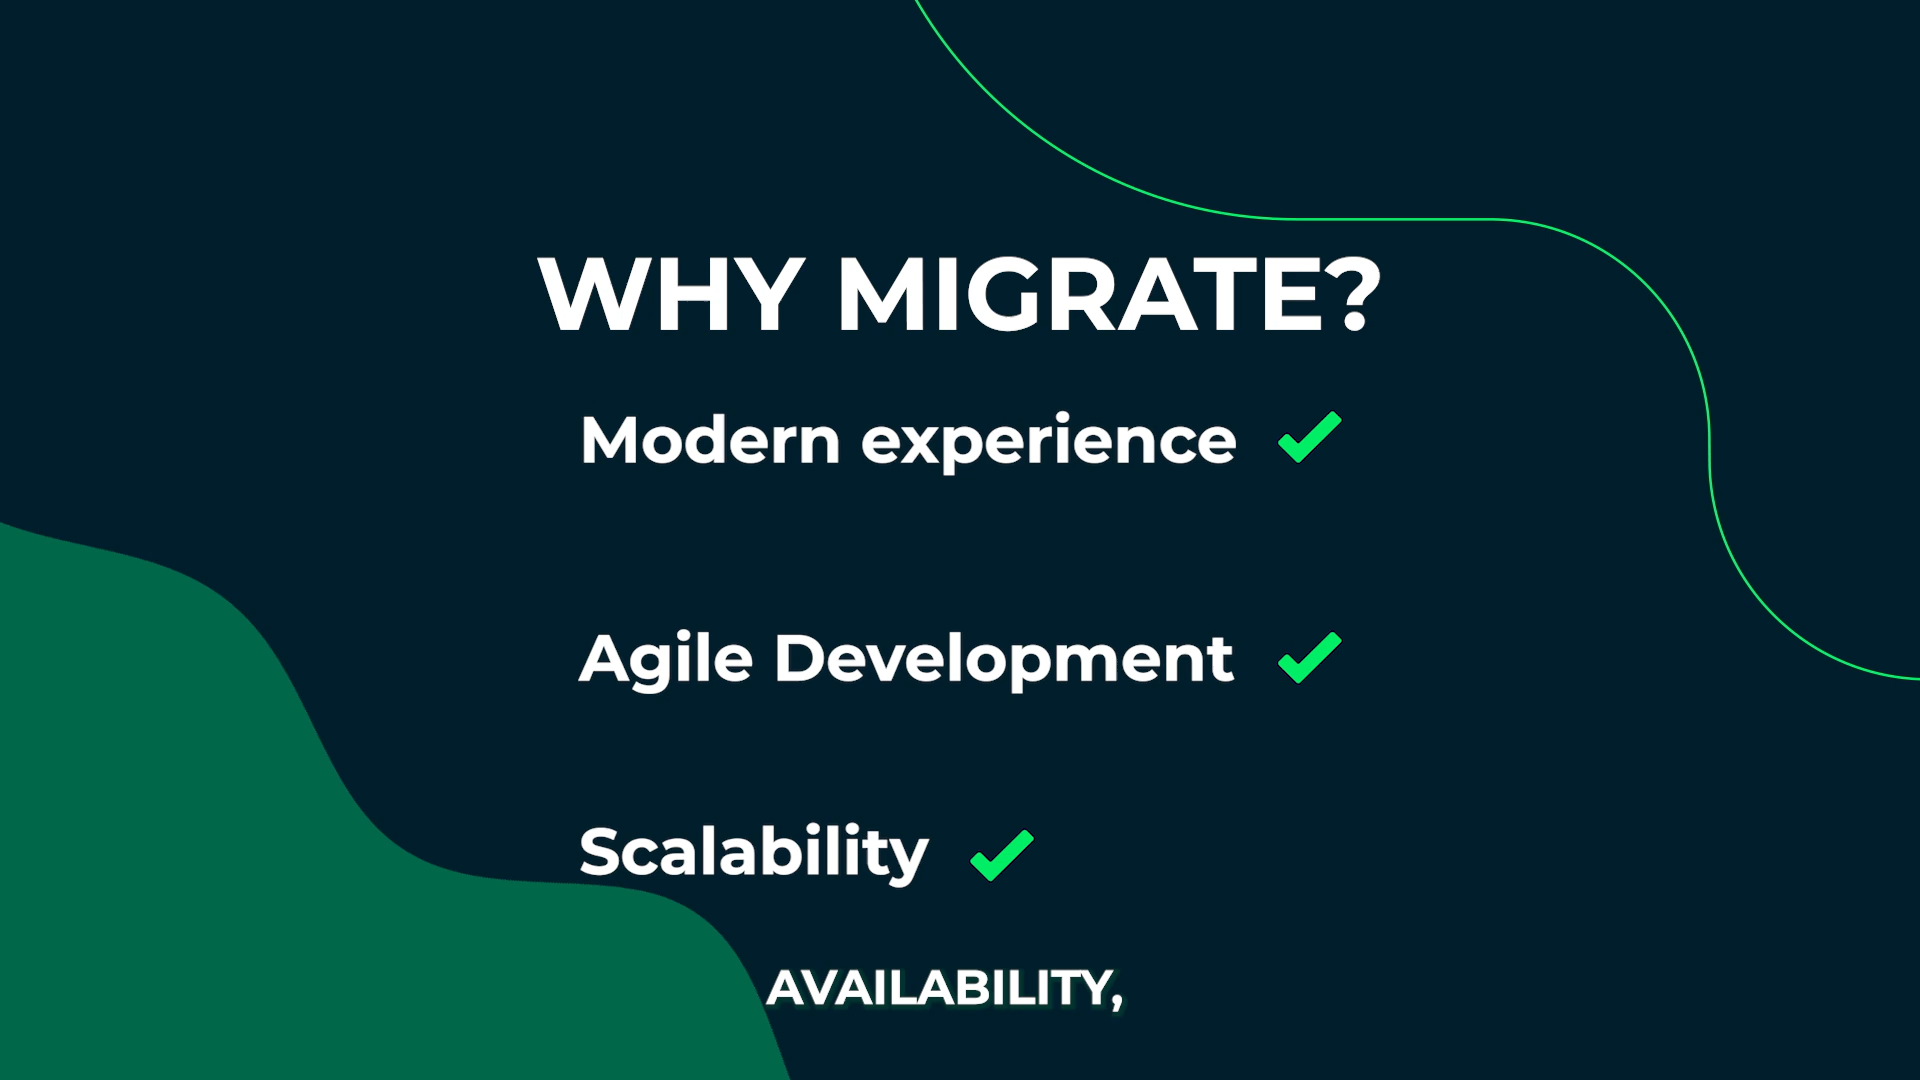 WHY MIGRATE?
Modern experience
Agile Development
Scalability
AVAILABILITY,